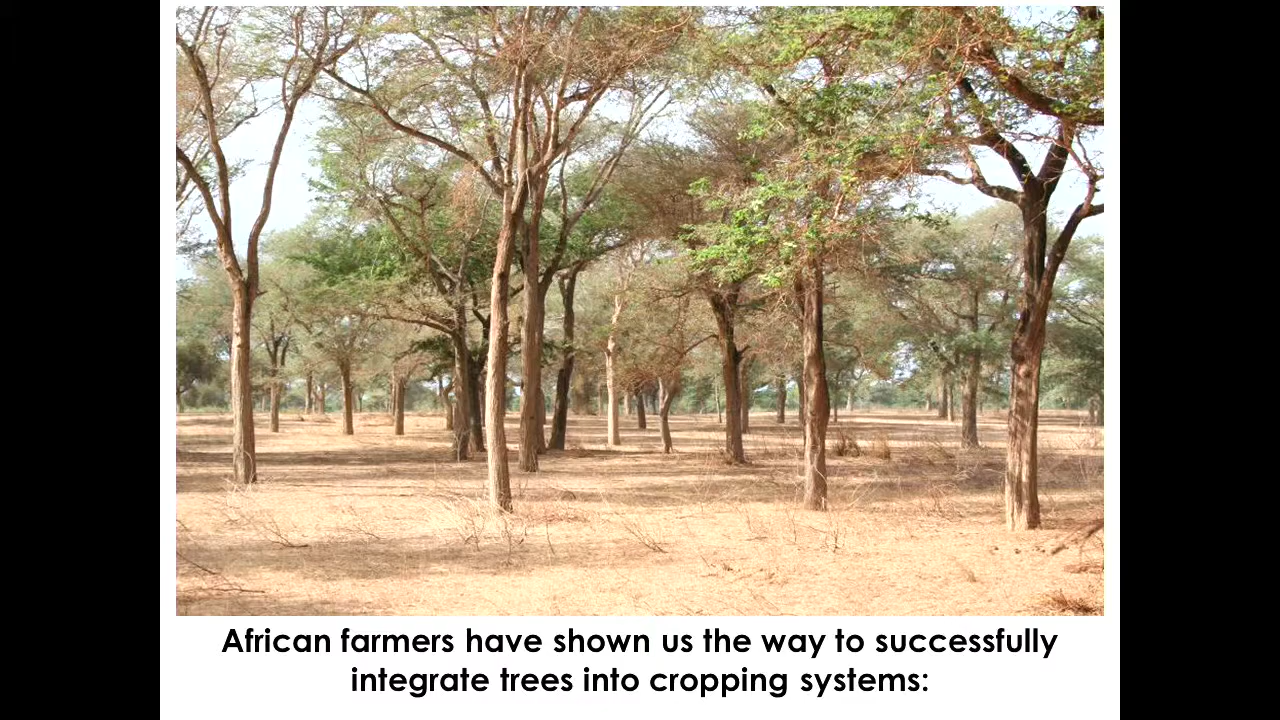 African farmers have shown us the way to successfully
integrate trees into cropping systems: